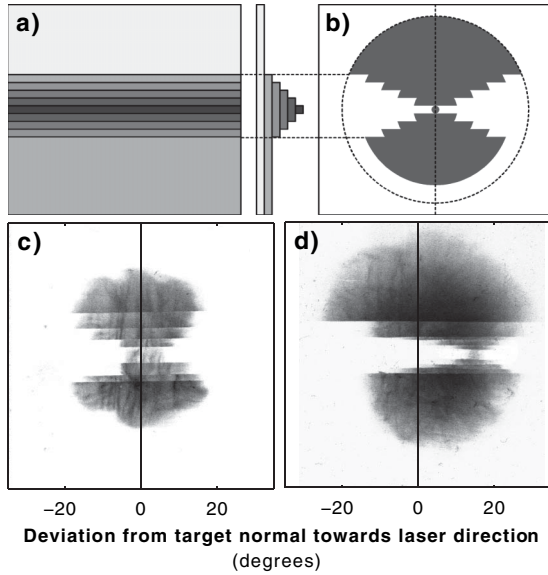 a)
b)
c)
d)
−20 0 20
−20 0 20
Deviation from target normal towards laser direction
(degrees)